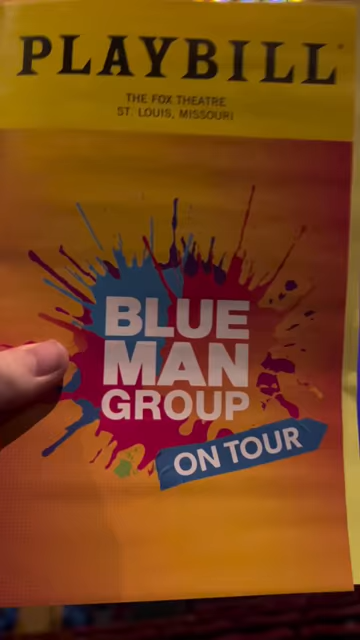 PLAYBILL
THE FOX THEATRE
ST. LOUIS, MISSOURI
BLUE
MAN
GROUP
ON TOUR